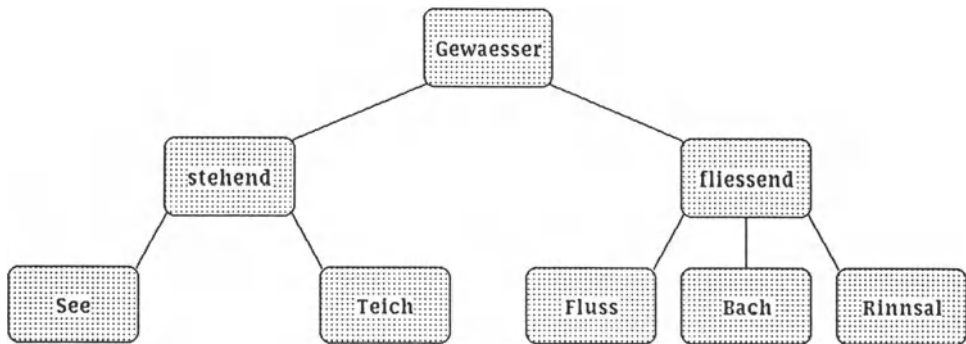 Gewaesser
stehend
fliessend
See
Teich
Fluss
Bach
Rinnsal